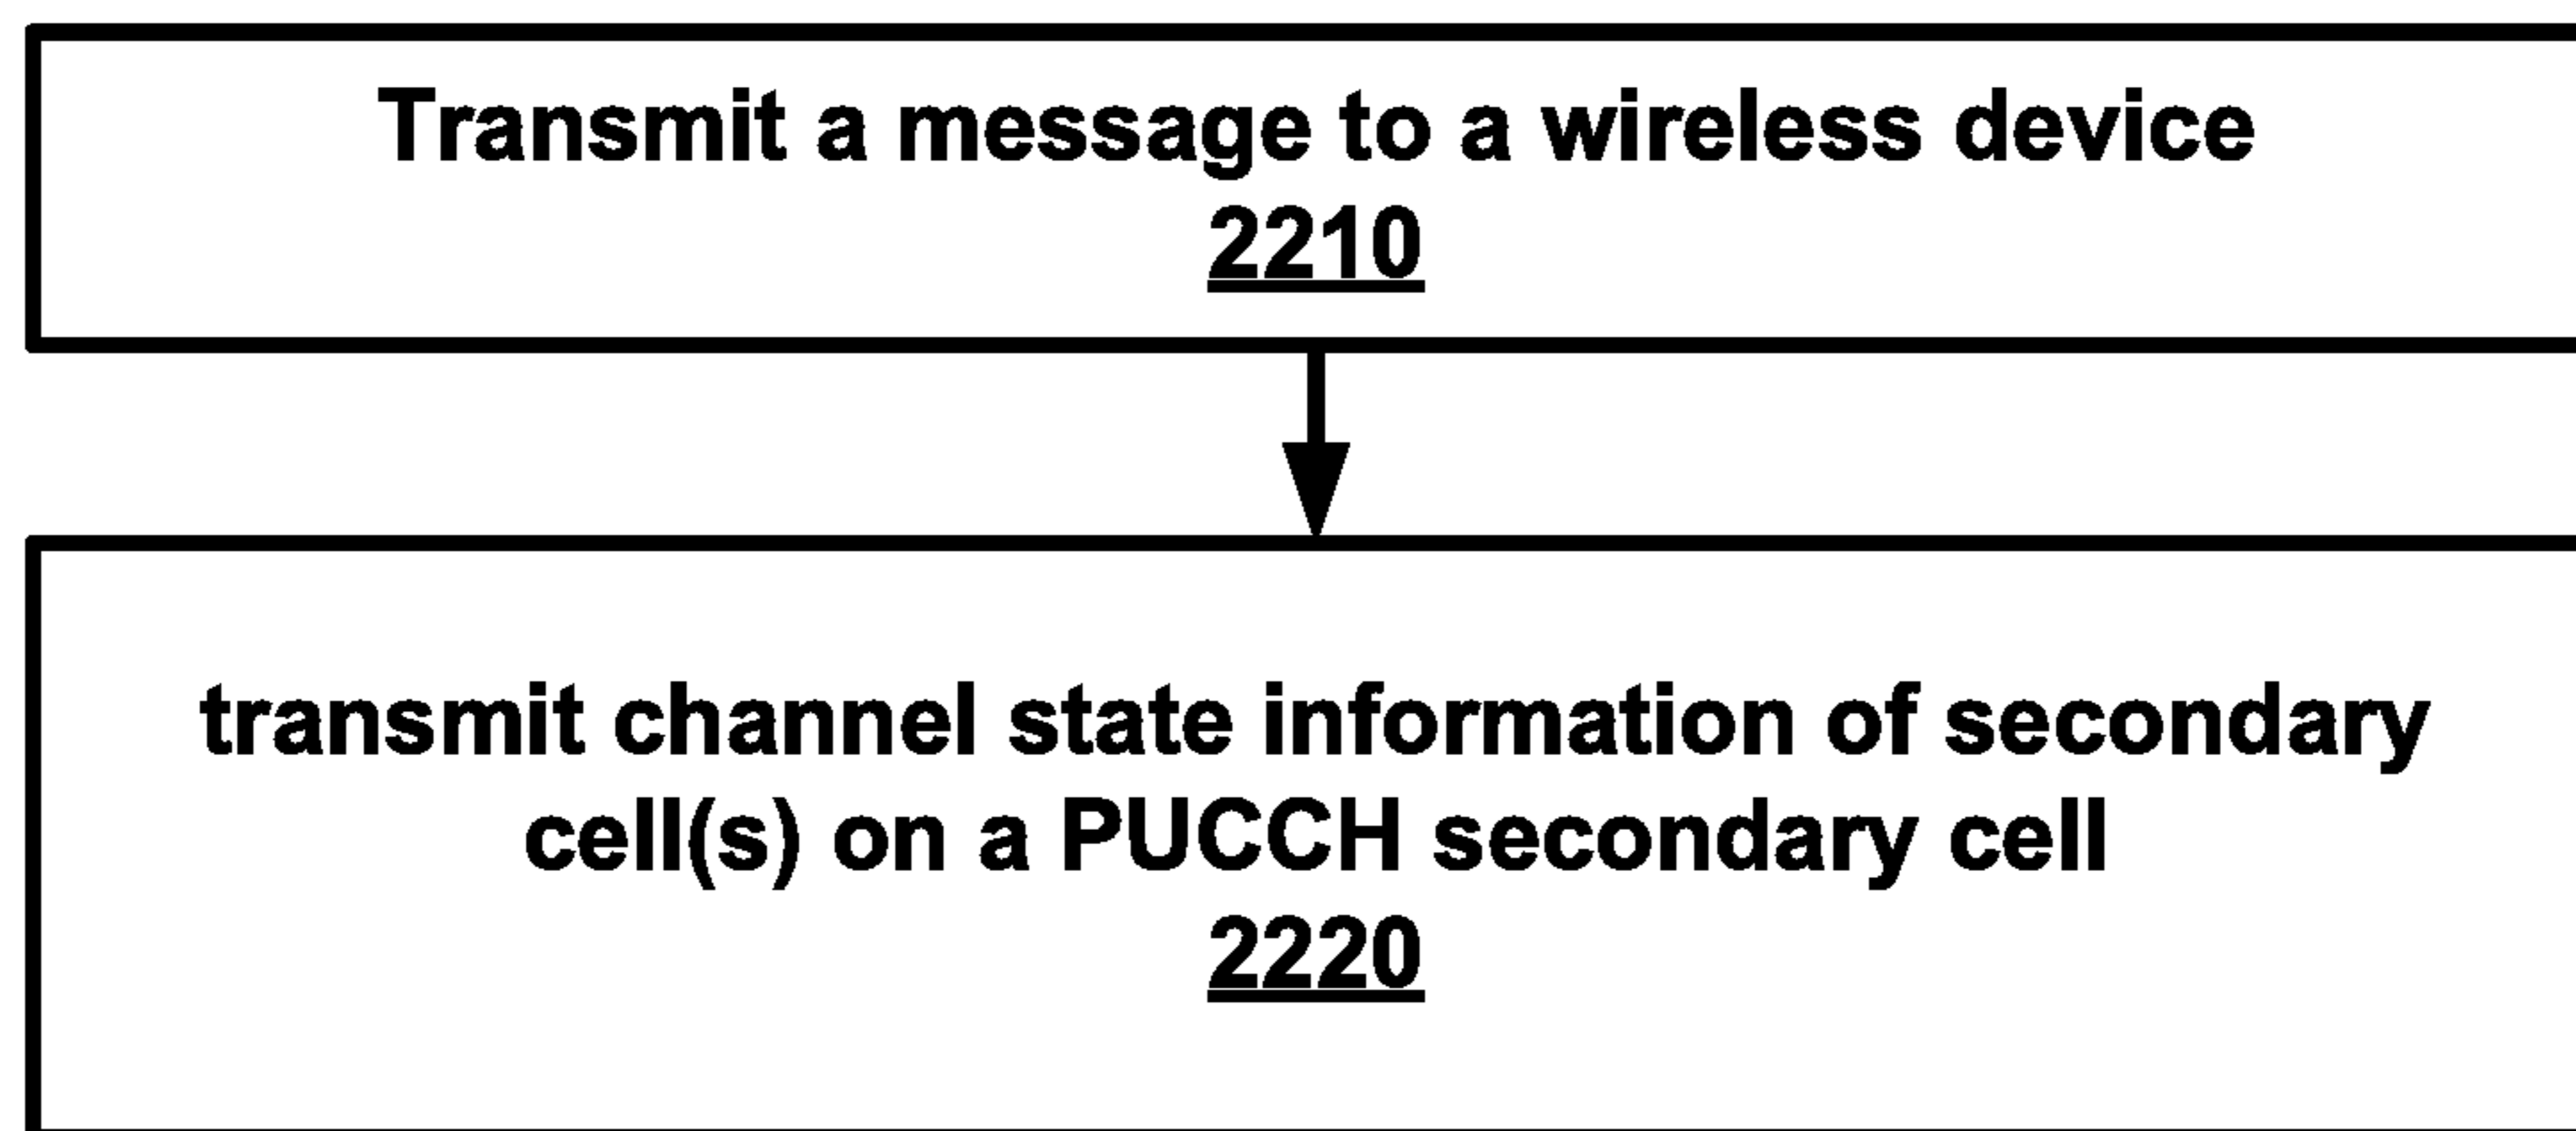 Transmit a message to a wireless device
2210
transmit channel state information of secondary
cell(s) on a PUCCH secondary cell
2220